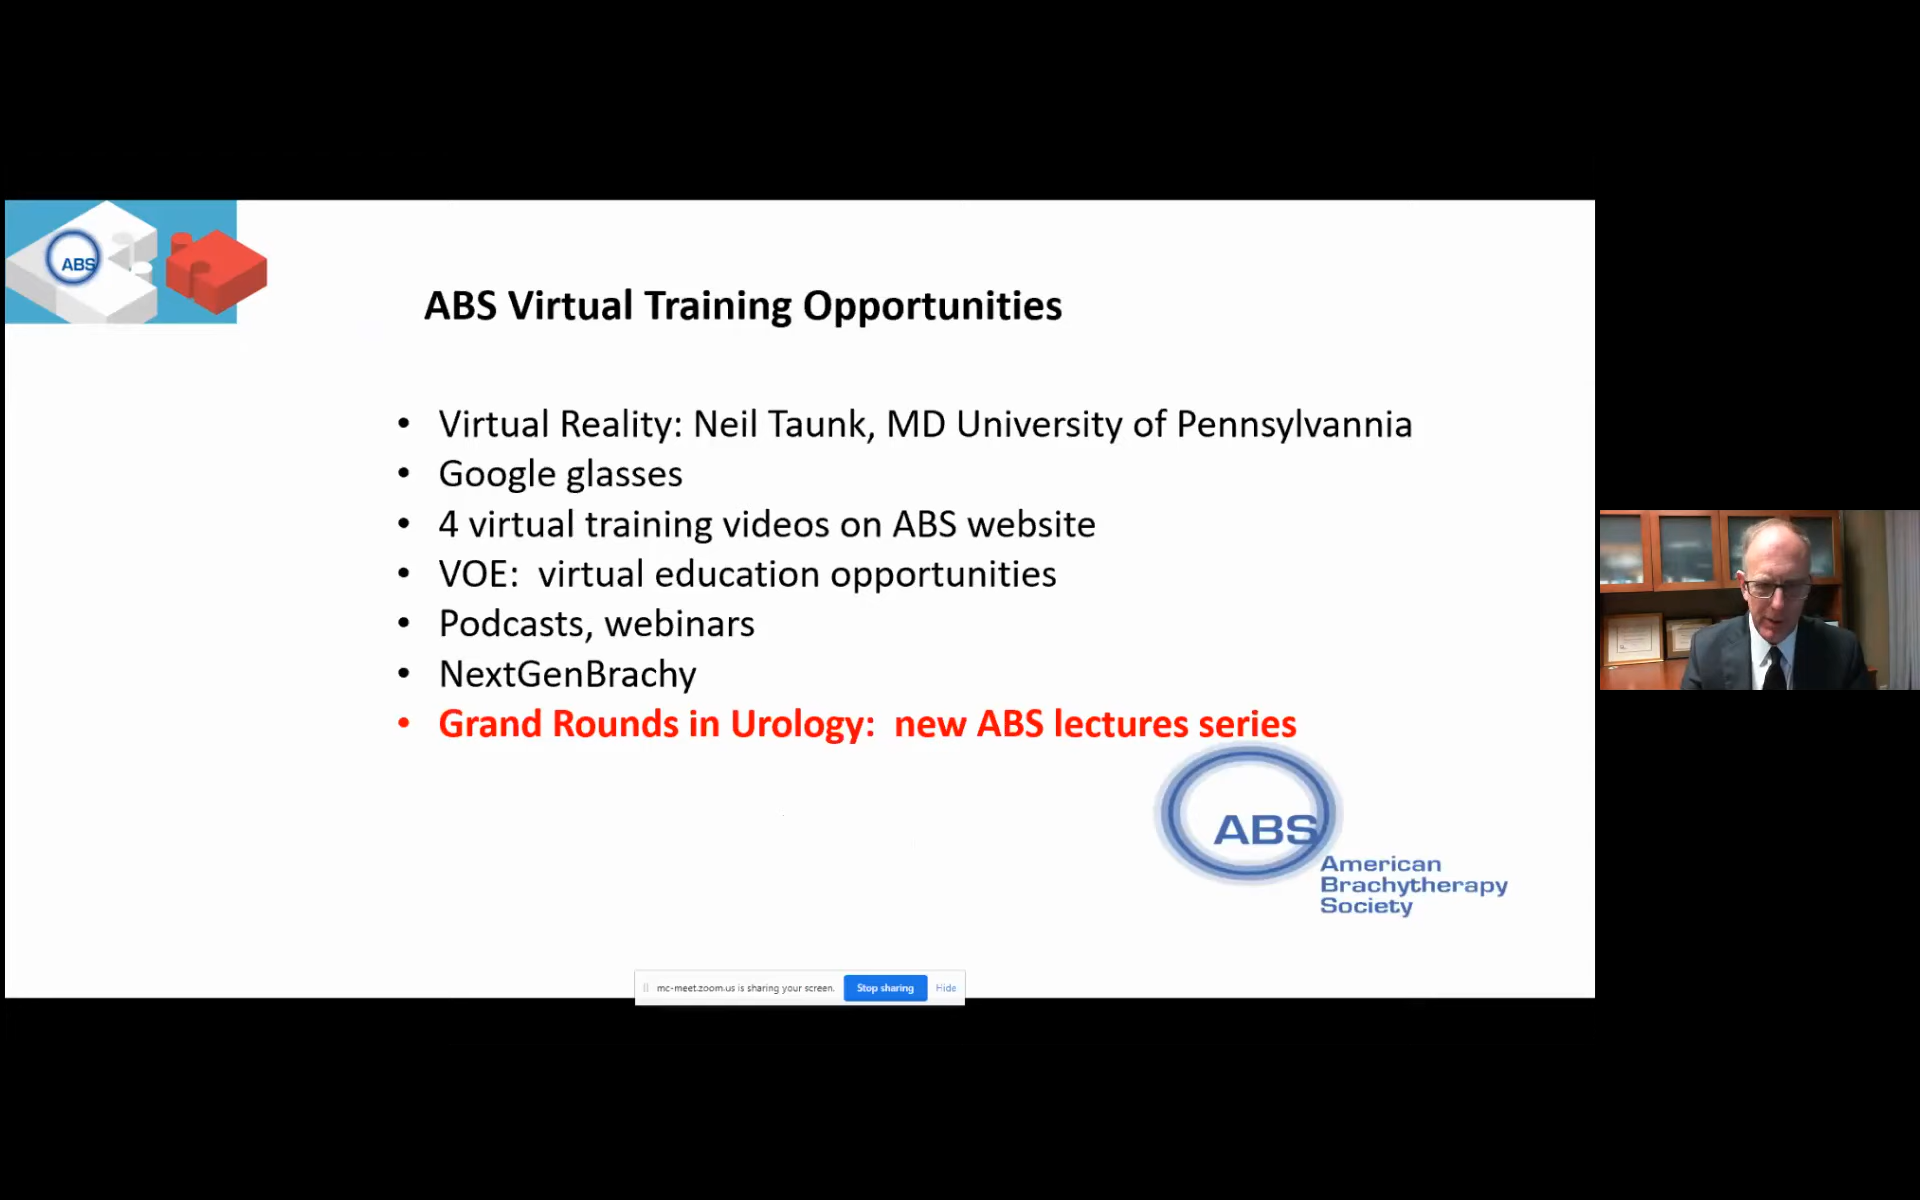 ABS
ABS Virtual Training Opportunities
• Virtual Reality: Neil Taunk, MD University of Pennsylvannia
• Google glasses
• 4 virtual training videos on ABS website
• VOE:  virtual education opportunities
• Podcasts, webinars
• NextGenBrachy
• Grand Rounds in Urology:  new ABS lectures series
ABS
American
Brachytherapy
Society
mc-meet.zoom.us is sharing your screen. Stop sharing Hide